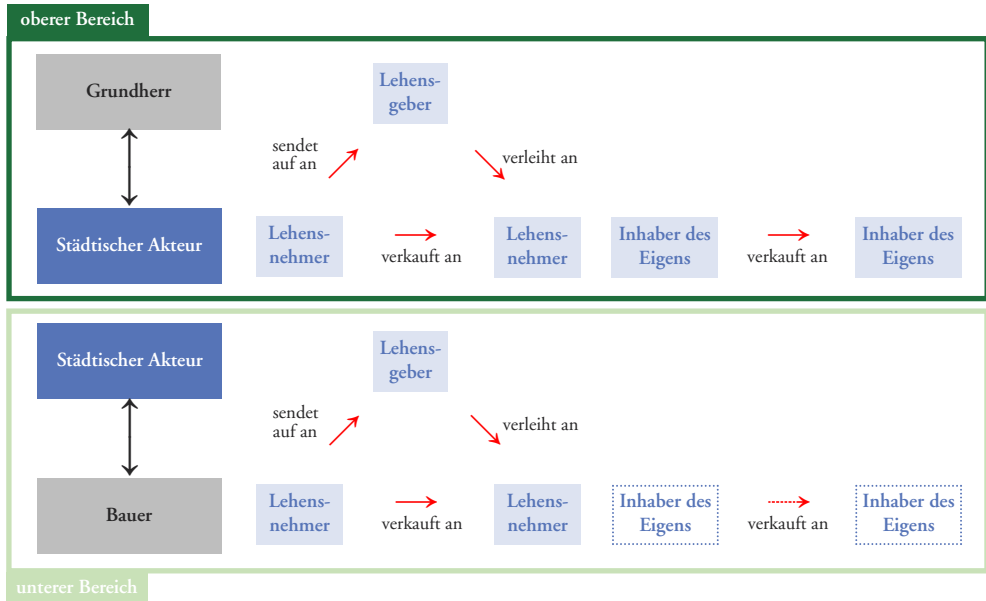 oberer Bereich
Grundherr
Lehens-
geber
sendet
auf an
verleiht an
Städtischer Akteur
Lehens-
nehmer
verkauft an
Lehens-
nehmer
Inhaber des
Eigens
verkauft an
Inhaber des
Eigens
Städtischer Akteur
Lehens-
geber
sendet
auf an
verleiht an
Bauer
Lehens-
nehmer
verkauft an
Lehens-
nehmer
Inhaber des
Eigens
verkauft an
Inhaber des
Eigens
unterer Bereich